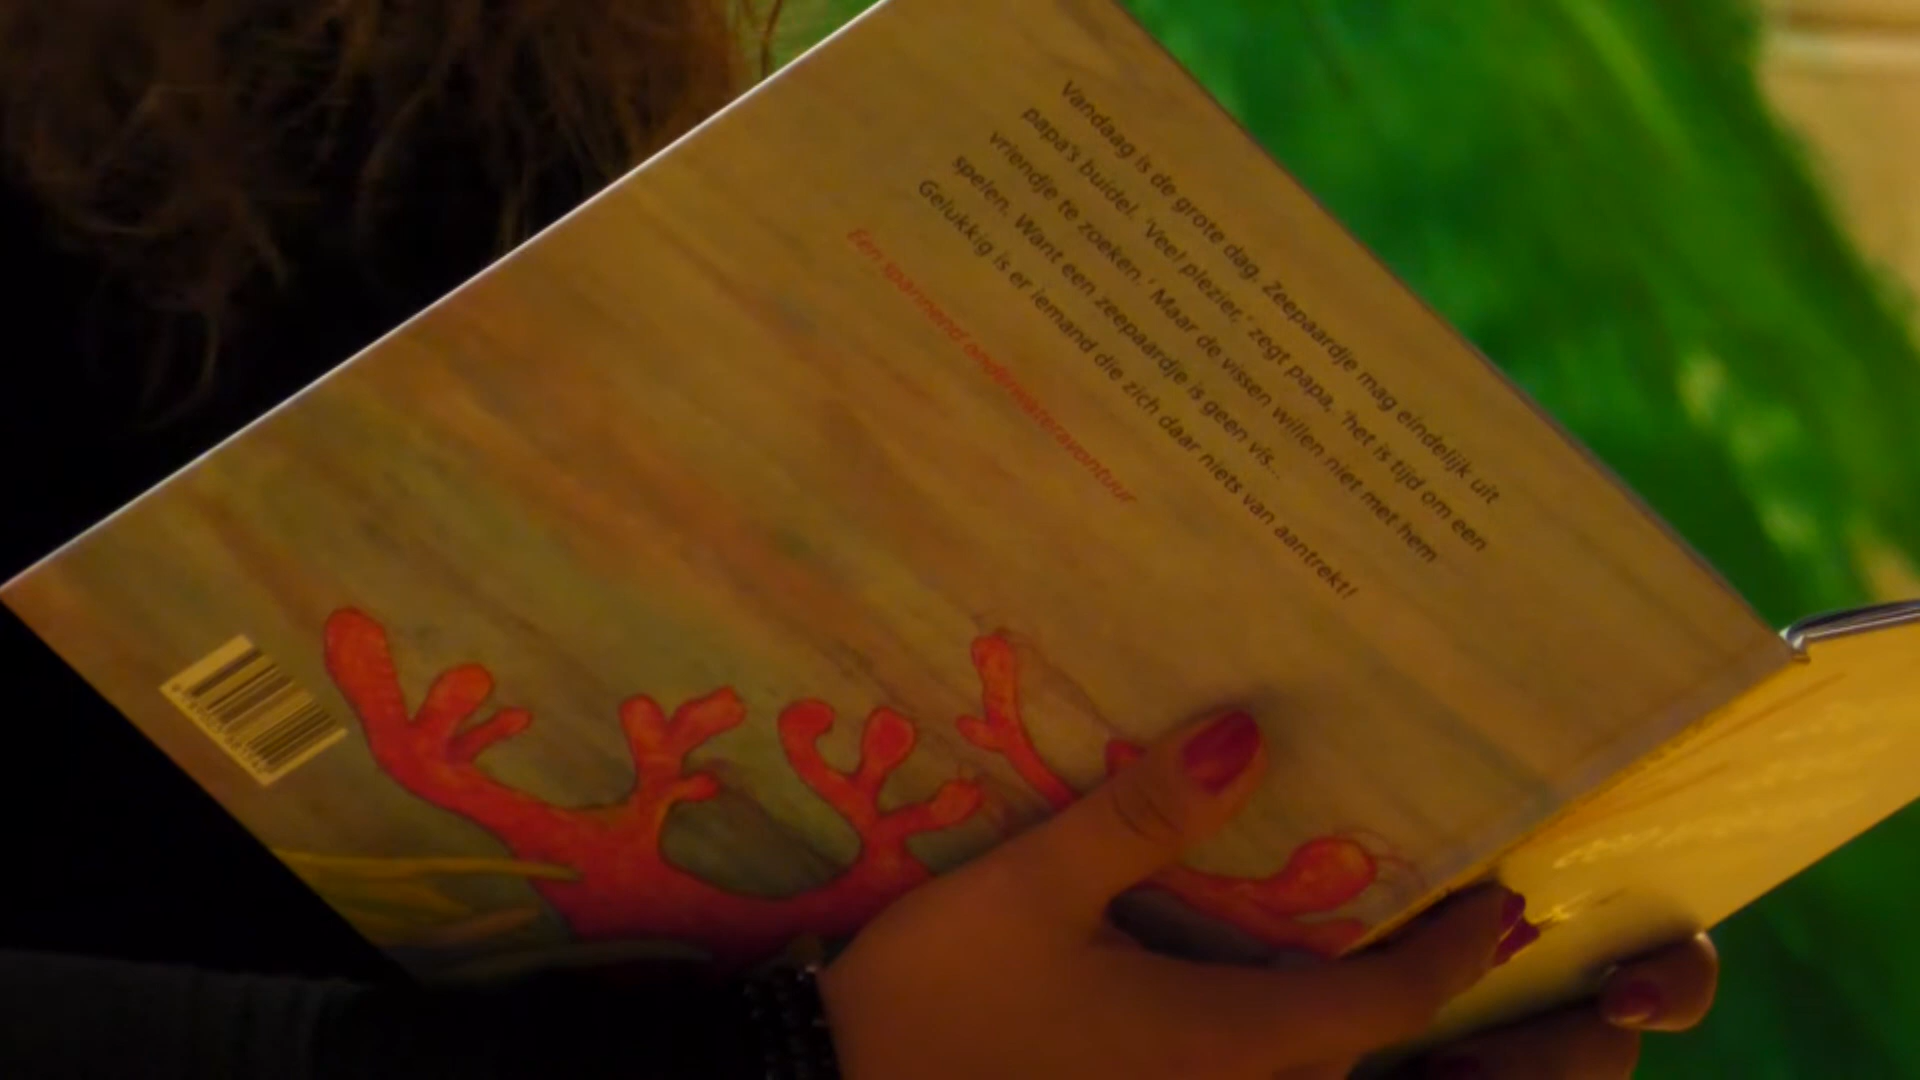 Vandaag is de grote dag. Zeepaardje mag eindelijk uit
papa's buidel. 'Veel plezier,' zegt papa, 'het is tijd om een
vriendje te zoeken.' Maar de vissen willen niet met hem
spelen. Want een zeepaardje is geen vis...
Gelukkig is er iemand die zich daar niets van aantrekt!
Een spannend onderwateravontuur